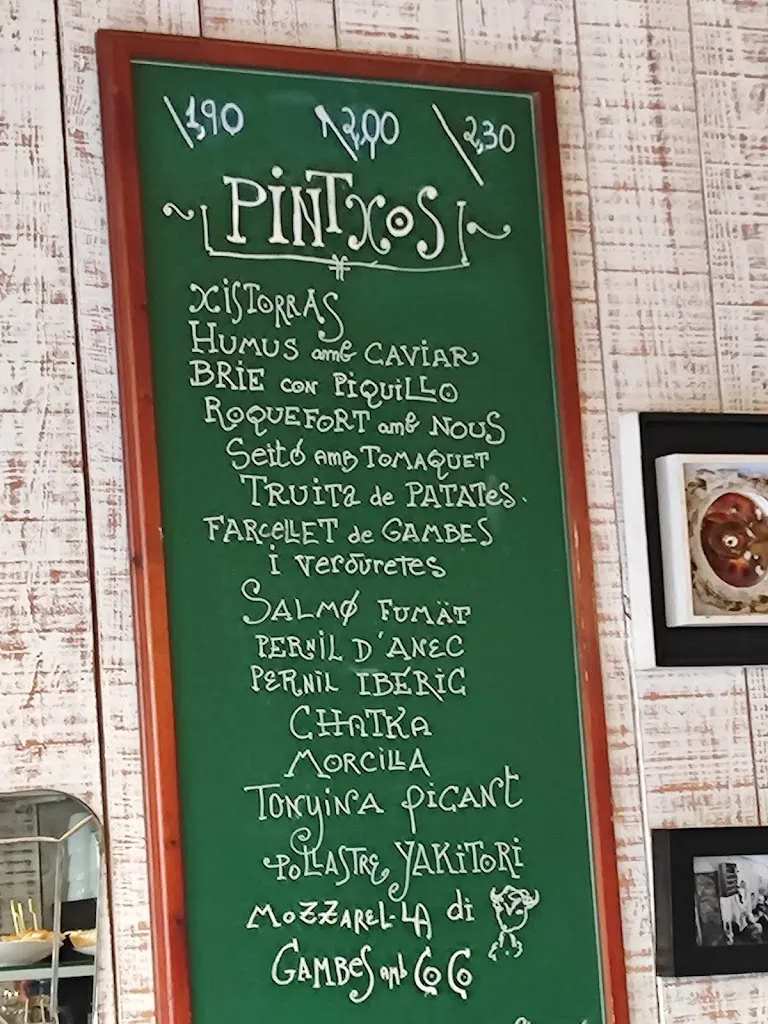 \1,90 \2,00 \2,30
PINTXOS
XISTORRAS
HUMUS amb CAVIAR
BRIE CON PIQUILLO
ROQUEFORT amb NOUS
Seitó AMB TOMAQUET
TRUITA de PATATES.
FARCELLET de GAMBES
i verduretes
SALMÓ FUMAT
PERNIL D'ANEC
PERNIL IBÉRIC
CHATKA
MORCILLA
TONYINA PICANT
POLLASTRE YAKITORI
MOZZAREL·LA di
GAMBES AMB COCO